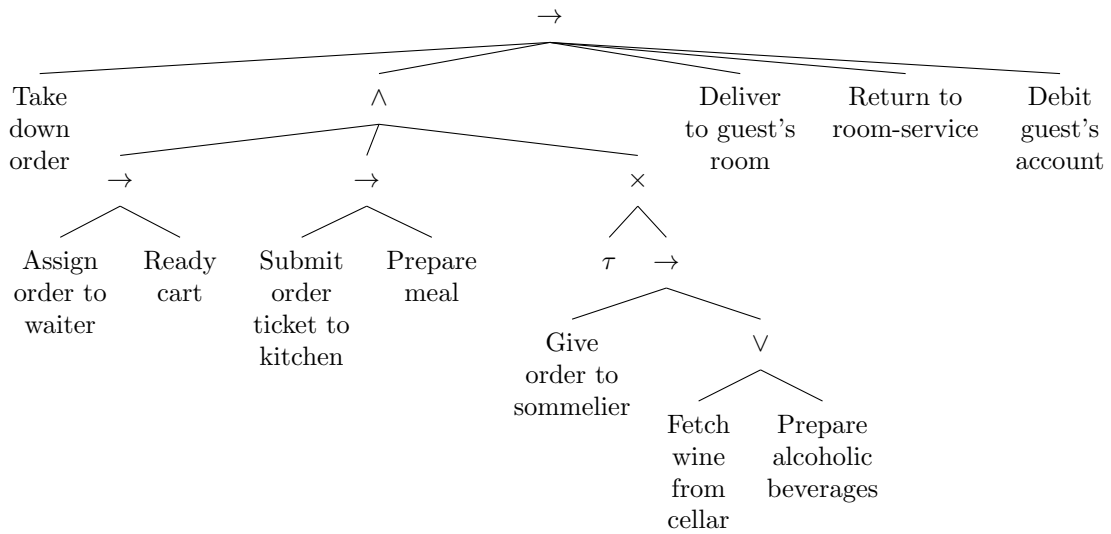 →
Take
down
order
∧
Deliver
to guest's
room
Return to
room-service
Debit
guest's
account
→
→
×
Assign
order to
waiter
Ready
cart
Submit
order
ticket to
kitchen
Prepare
meal
τ
→
Give
order to
sommelier
∨
Fetch
wine
from
cellar
Prepare
alcoholic
beverages